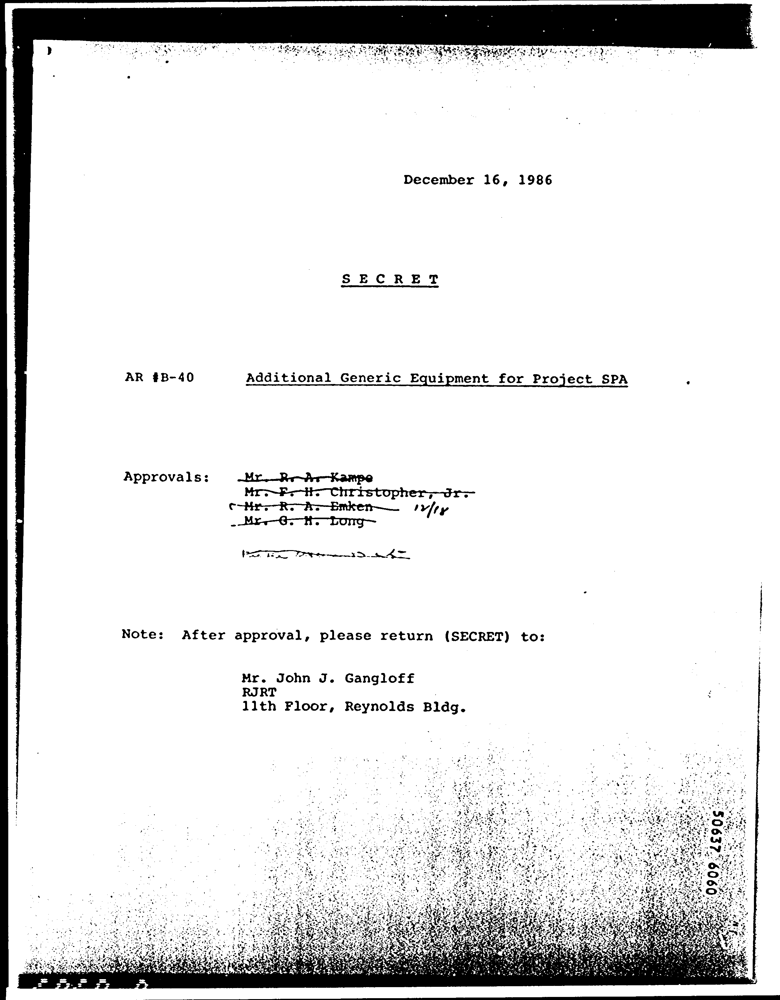 December 16, 1986
S E C R E T
AR #B-40 Additional Generic Equipment for Project SPA
Approvals: Mr. R. A. Kampe
Mr. F. H. Christopher, Jr.
Mr. R. A. Emken 12/18
Mr. G. H. Long
Note: After approval, please return (SECRET) to:
Mr. John J. Gangloff
RJRT
11th Floor, Reynolds Bldg.
50637 6060